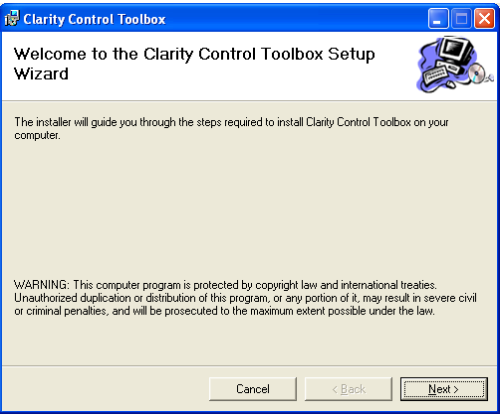 Clarity Control Toolbox
Welcome to the Clarity Control Toolbox Setup
Wizard
The installer will guide you through the steps required to install Clarity Control Toolbox on your
computer.
WARNING: This computer program is protected by copyright law and international treaties.
Unauthorized duplication or distribution of this program, or any portion of it, may result in severe civil
or criminal penalties, and will be prosecuted to the maximum extent possible under the law.
Cancel < Back Next >